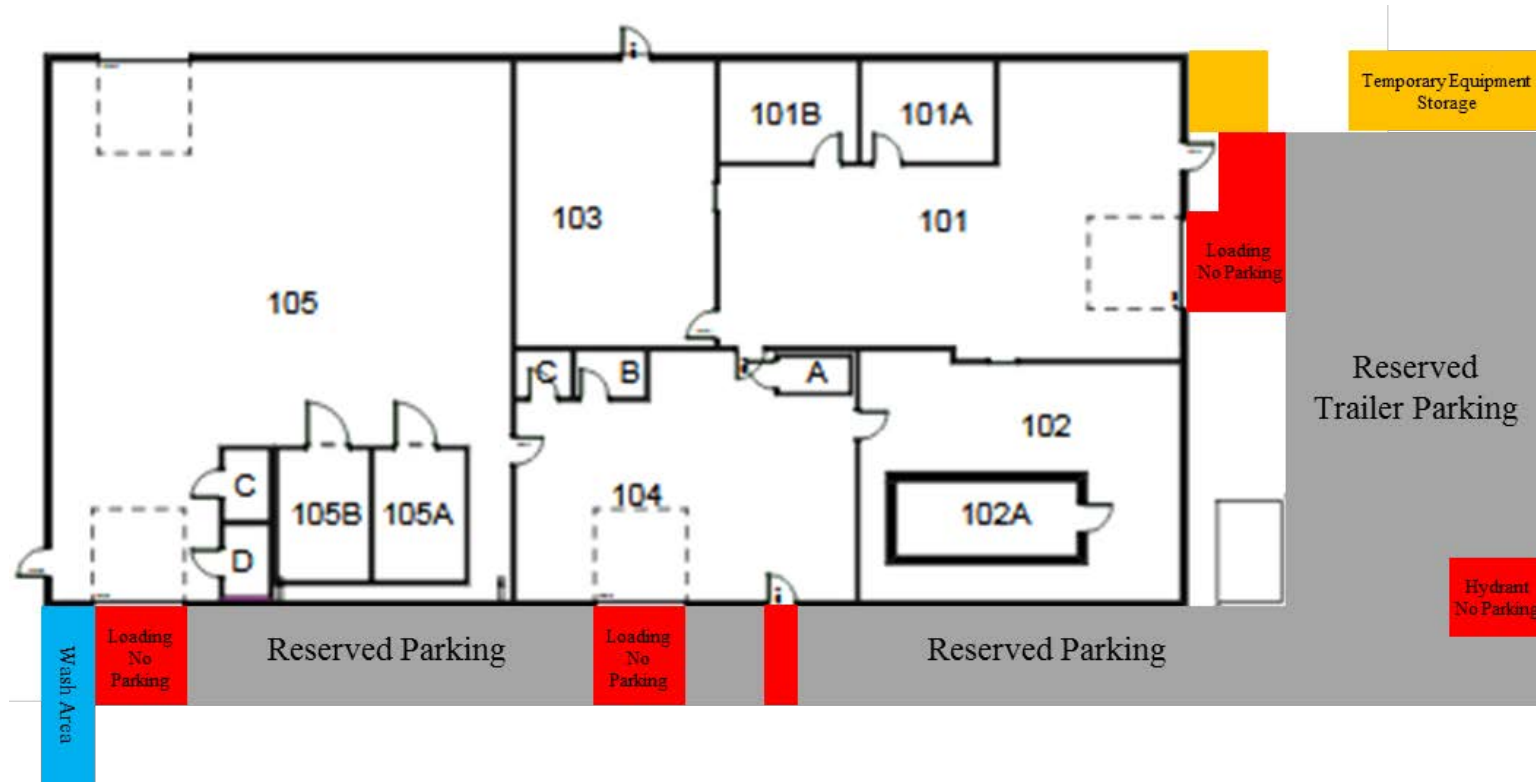 Temporary Equipment
Storage
101B
101A
103
101
Loading
No Parking
105
Reserved
Trailer Parking
C
B
A
102
C
104
105B
105A
102A
D
Hydrant
No Parking
Loading
No
Parking
Reserved Parking
Loading
No
Parking
Reserved Parking
Wash Area